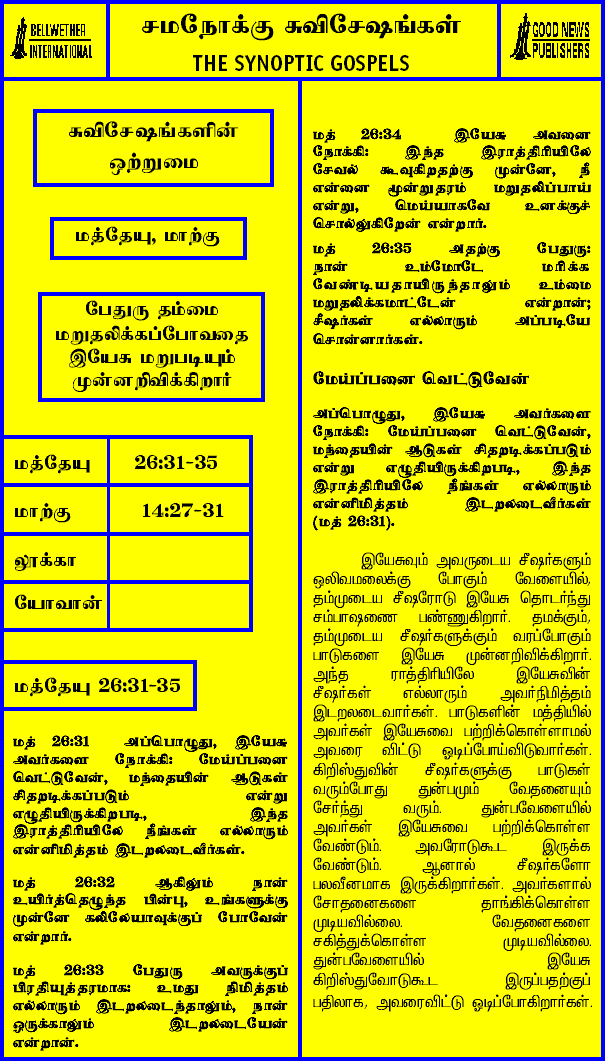 BELLWETHER
INTERNATIONAL
சமநோக்கு சுவிசேஷங்கள்
THE SYNOPTIC GOSPELS
GOOD NEWS
PUBLISHERS
சுவிசேஷங்களின்
ஒற்றுமை
மத்தேயு, மாற்கு
பேதுரு தம்மை
மறுதலிக்கப்போவதை
இயேசு மறுபடியும்
முன்னறிவிக்கிறார்
மத்தேயு 26:31-35
மாற்கு 14:27-31
லூக்கா
யோவான்
மத்தேயு 26:31-35
மத் 26:31 அப்பொழுது, இயேசு
அவர்களை நோக்கி: மேய்ப்பனை
வெட்டுவேன், மந்தையின் ஆடுகள்
சிதறடிக்கப்படும் என்று
எழுதியிருக்கிறபடி, இந்த
இராத்திரியிலே நீங்கள் எல்லாரும்
என்னிமித்தம் இடறலடைவீர்கள்.
மத் 26:32 ஆகிலும் நான்
உயிர்த்தெழுந்த பின்பு, உங்களுக்கு
முன்னே கலிலேயாவுக்குப் போவேன்
என்றார்.
மத் 26:33 பேதுரு அவருக்குப்
பிரதியுத்தரமாக: உமது நிமித்தம்
எல்லாரும் இடறலடைந்தாலும், நான்
ஒருக்காலும் இடறலடையேன்
என்றான்.
மத் 26:34 இயேசு அவனை
நோக்கி: இந்த இராத்திரியிலே
சேவல் கூவுகிறதற்கு முன்னே, நீ
என்னை மூன்றுதரம் மறுதலிப்பாய்
என்று, மெய்யாகவே உனக்குச்
சொல்லுகிறேன் என்றார்.
மத் 26:35 அதற்கு பேதுரு:
நான் உம்மோடே மரிக்க
வேண்டியதாயிருந்தாலும் உம்மை
மறுதலிக்கமாட்டேன் என்றான்;
சீஷர்கள் எல்லாரும் அப்படியே
சொன்னார்கள்.
மேய்ப்பனை வெட்டுவேன்
அப்பொழுது, இயேசு அவர்களை
நோக்கி: மேய்ப்பனை வெட்டுவேன்,
மந்தையின் ஆடுகள் சிதறடிக்கப்படும்
என்று எழுதியிருக்கிறபடி, இந்த
இராத்திரியிலே நீங்கள் எல்லாரும்
என்னிமித்தம் இடறலடைவீர்கள்
(மத் 26:31).
இயேசுவும் அவருடைய சீஷர்களும்
ஒலிவமலைக்கு போகும் வேளையில்,
தம்முடைய சீஷரோடு இயேசு தொடர்ந்து
சம்பாஷணை பண்ணுகிறார். தமக்கும்,
தம்முடைய சீஷர்களுக்கும் வரப்போகும்
பாடுகளை இயேசு முன்னறிவிக்கிறார்.
அந்த ராத்திரியிலே இயேசுவின்
சீஷர்கள் எல்லாரும் அவர்நிமித்தம்
இடறலடைவார்கள். பாடுகளின் மத்தியில்
அவர்கள் இயேசுவை பற்றிக்கொள்ளாமல்
அவரை விட்டு ஓடிப்போய்விடுவார்கள்.
கிறிஸ்துவின் சீஷர்களுக்கு பாடுகள்
வரும்போது துன்பமும் வேதனையும்
சேர்ந்து வரும். துன்பவேளையில்
அவர்கள் இயேசுவை பற்றிக்கொள்ள
வேண்டும். அவரோடுகூட இருக்க
வேண்டும். ஆனால் சீஷர்களோ
பலவீனமாக இருக்கிறார்கள். அவர்களால்
சோதனைகளை தாங்கிக்கொள்ள
முடியவில்லை. வேதனைகளை
சகித்துக்கொள்ள முடியவில்லை.
துன்பவேளையில் இயேசு
கிறிஸ்துவோடுகூட இருப்பதற்குப்
பதிலாக, அவரைவிட்டு ஓடிப்போகிறார்கள்.